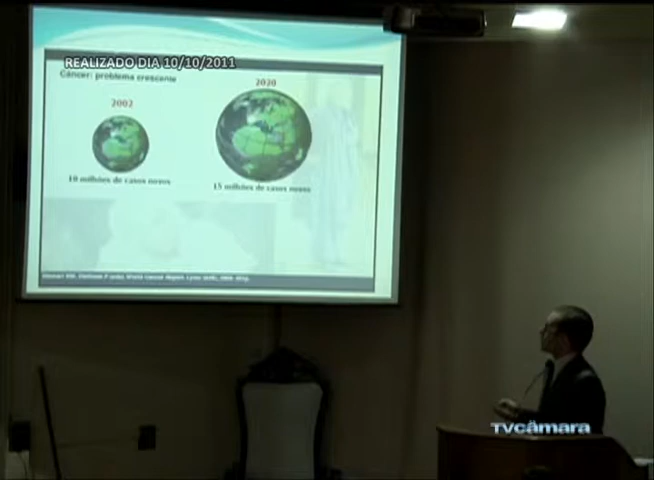 REALIZADO DIA 10/10/2011
Câncer: problema crescente
2002
2020
10 milhões de casos novos
15 milhões de casos novos
TVcâmara